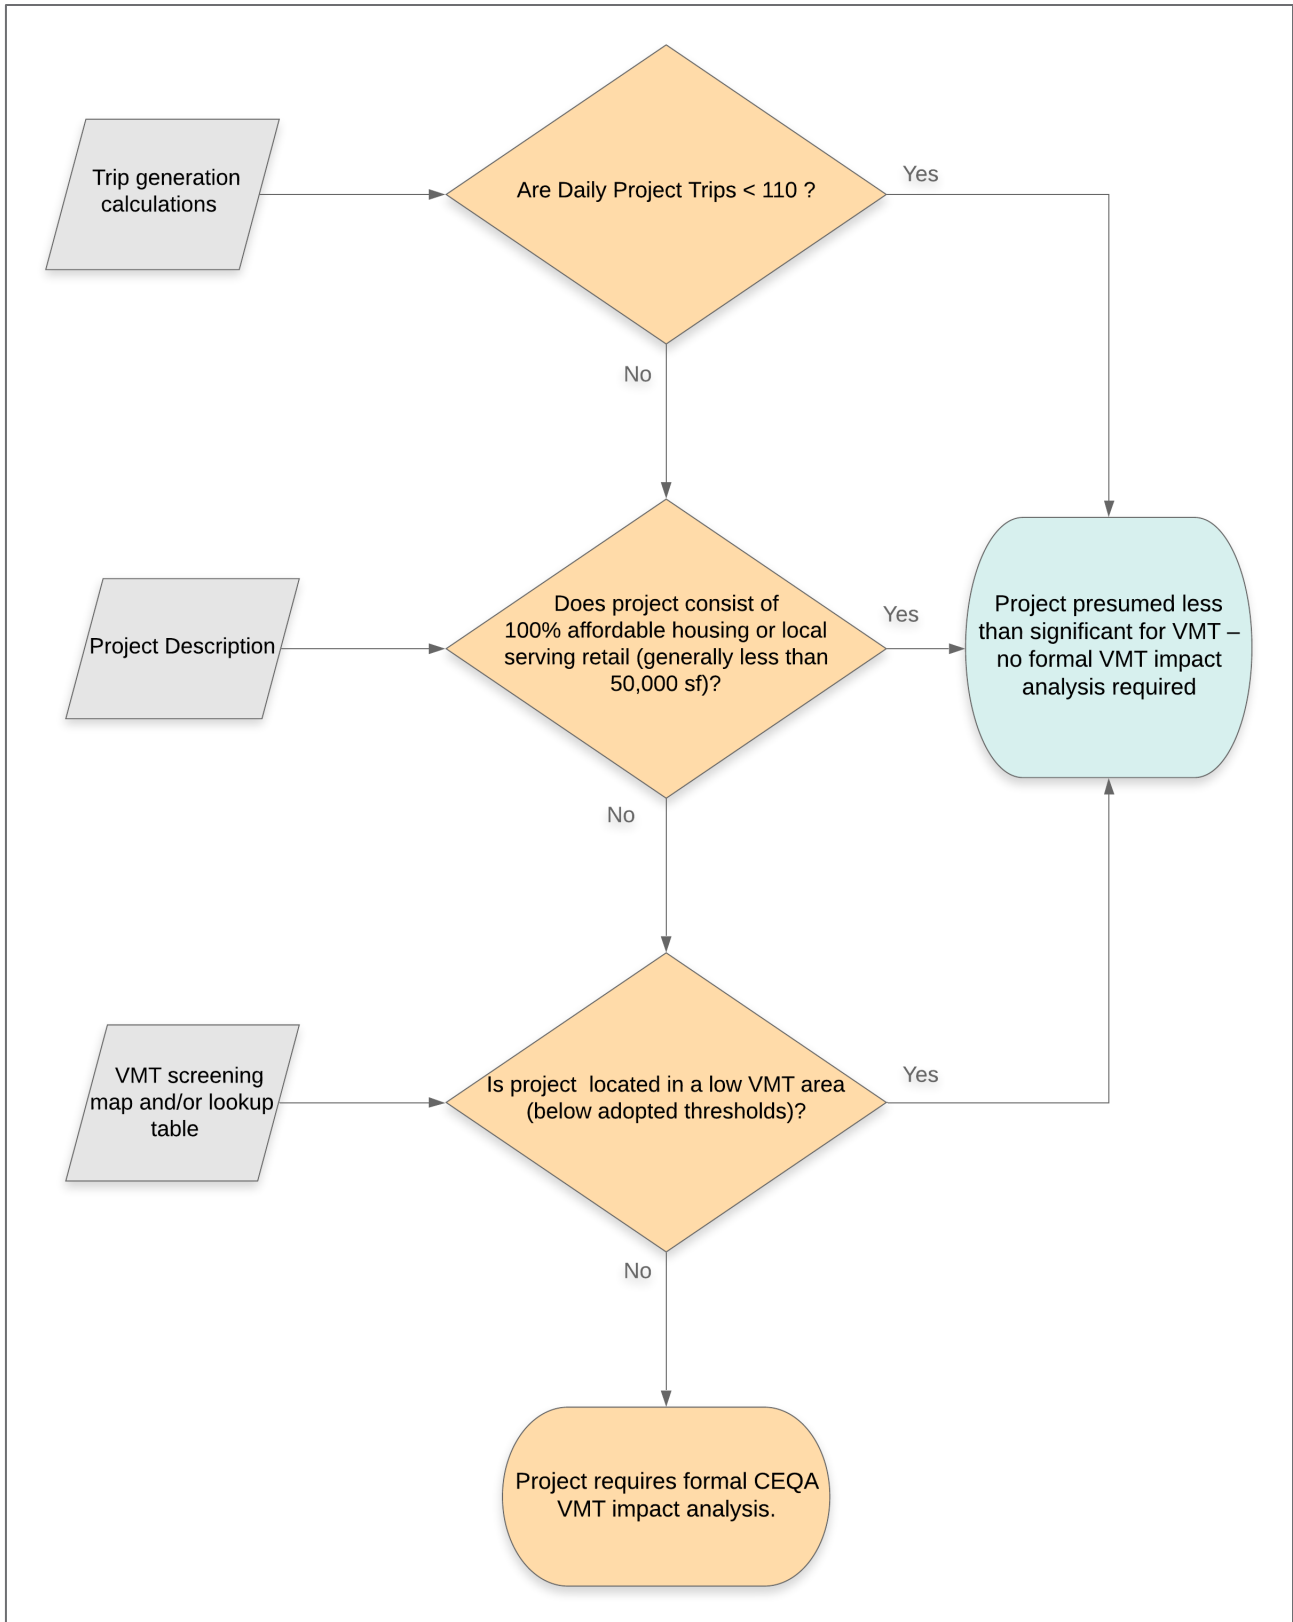 Trip generation
calculations
Are Daily Project Trips < 110 ?
Yes
No
Project Description
Does project consist of
100% affordable housing or local
serving retail (generally less than
50,000 sf)?
Yes
Project presumed less
than significant for VMT –
no formal VMT impact
analysis required
No
VMT screening
map and/or lookup
table
Is project  located in a low VMT area
(below adopted thresholds)?
Yes
No
Project requires formal CEQA
VMT impact analysis.